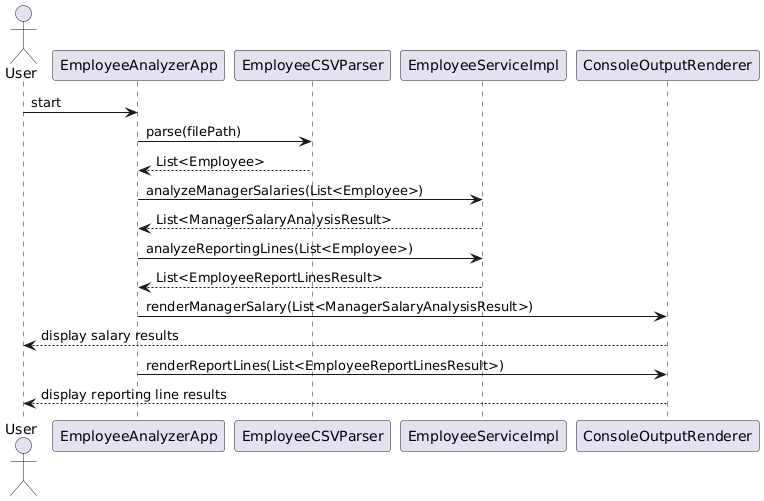 User
EmployeeAnalyzerApp
EmployeeCSVParser
EmployeeServiceImpl
ConsoleOutputRenderer
start
parse(filePath)
List<Employee>
analyzeManagerSalaries(List<Employee>)
List<ManagerSalaryAnalysisResult>
analyzeReportingLines(List<Employee>)
List<EmployeeReportLinesResult>
renderManagerSalary(List<ManagerSalaryAnalysisResult>)
display salary results
renderReportLines(List<EmployeeReportLinesResult>)
display reporting line results
User
EmployeeAnalyzerApp
EmployeeCSVParser
EmployeeServiceImpl
ConsoleOutputRenderer